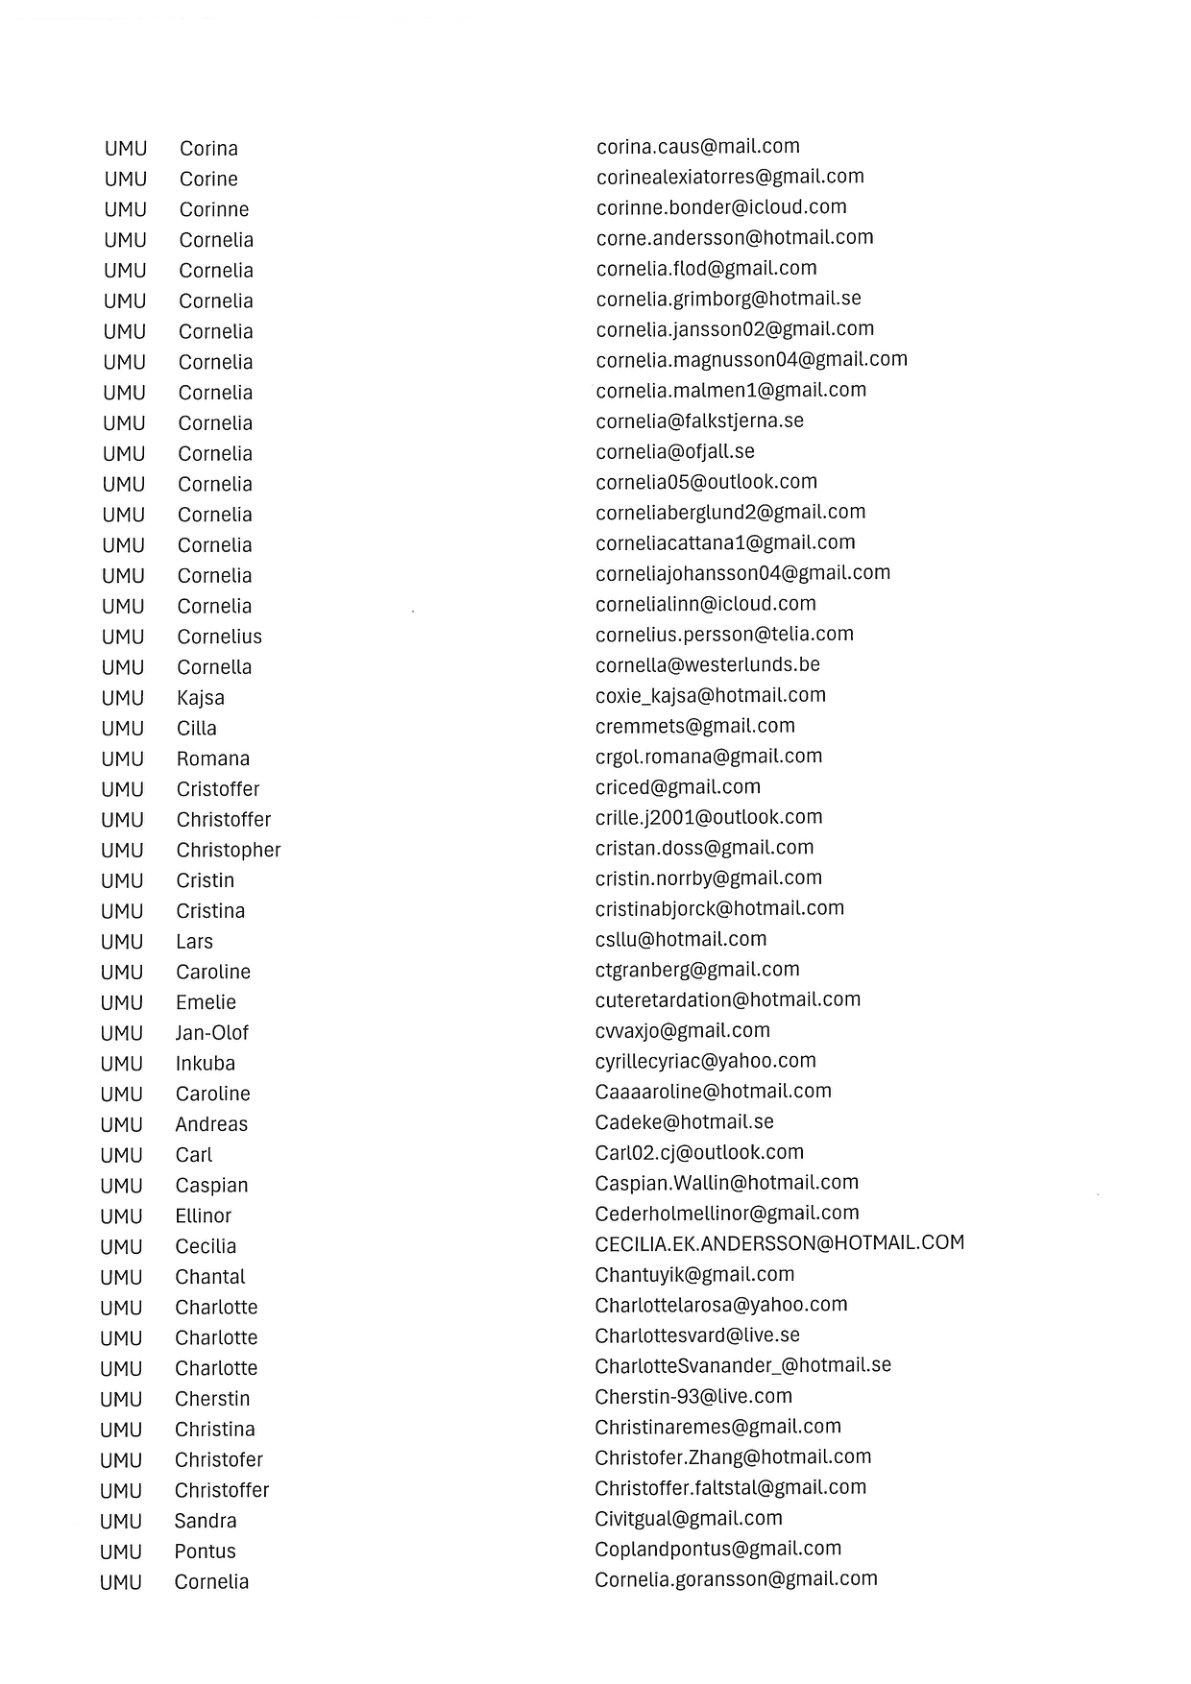 UMU Corina corina.caus@mail.com
UMU Corine corinealexiatorres@gmail.com
UMU Corinne corinne.bonder@icloud.com
UMU Cornelia corne.andersson@hotmail.com
UMU Cornelia cornelia.flod@gmail.com
UMU Cornelia cornelia.grimborg@hotmail.se
UMU Cornelia cornelia.jansson02@gmail.com
UMU Cornelia cornelia.magnusson04@gmail.com
UMU Cornelia cornelia.malmen1@gmail.com
UMU Cornelia cornelia@falkstjerna.se
UMU Cornelia cornelia@ofjall.se
UMU Cornelia cornelia05@outlook.com
UMU Cornelia corneliaberglund2@gmail.com
UMU Cornelia corneliacattana1@gmail.com
UMU Cornelia corneliajohansson04@gmail.com
UMU Cornelia cornelialinn@icloud.com
UMU Cornelius cornelius.persson@telia.com
UMU Cornella cornella@westerlunds.be
UMU Kajsa coxie_kajsa@hotmail.com
UMU Cilla cremmets@gmail.com
UMU Romana crgol.romana@gmail.com
UMU Cristoffer criced@gmail.com
UMU Christoffer crille.j2001@outlook.com
UMU Christopher cristan.doss@gmail.com
UMU Cristin cristin.norrby@gmail.com
UMU Cristina cristinabjorck@hotmail.com
UMU Lars csllu@hotmail.com
UMU Caroline ctgranberg@gmail.com
UMU Emelie cuteretardation@hotmail.com
UMU Jan-Olof cvvaxjo@gmail.com
UMU Inkuba cyrillecyriac@yahoo.com
UMU Caroline Caaaaroline@hotmail.com
UMU Andreas Cadeke@hotmail.se
UMU Carl Carl02.cj@outlook.com
UMU Caspian Caspian.Wallin@hotmail.com
UMU Ellinor Cederholmellinor@gmail.com
UMU Cecilia CECILIA.EK.ANDERSSON@HOTMAIL.COM
UMU Chantal Chantuyik@gmail.com
UMU Charlotte Charlottelarosa@yahoo.com
UMU Charlotte Charlottesvard@live.se
UMU Charlotte CharlotteSvanander_@hotmail.se
UMU Cherstin Cherstin-93@live.com
UMU Christina Christinaremes@gmail.com
UMU Christofer Christofer.Zhang@hotmail.com
UMU Christoffer Christoffer.faltstal@gmail.com
UMU Sandra Civitgual@gmail.com
UMU Pontus Coplandpontus@gmail.com
UMU Cornelia Cornelia.goransson@gmail.com